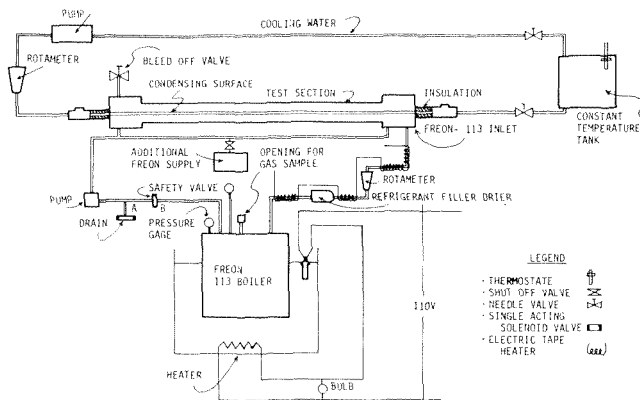 PUMP
COOLING WATER
BLEED OFF VALVE
ROTAMETER
CONDENSING SURFACE
TEST SECTION
INSULATION
CONSTANT
TEMPERATURE
TANK
FREON- 113 INLET
ADDITIONAL
FREON SUPPLY
OPENING FOR
GAS SAMPLE
ROTAMETER
SAFETY VALVE
REFRIGERANT FILLER DRIER
PUMP
A
B
DRAIN
PRESSURE
GAGE
FREON
113 BOILER
110V
HEATER
BULB
LEGEND
· THERMOSTATE
· SHUT OFF VALVE
· NEEDLE VALVE
· SINGLE ACTING
SOLENOID VALVE
· ELECTRIC TAPE
HEATER